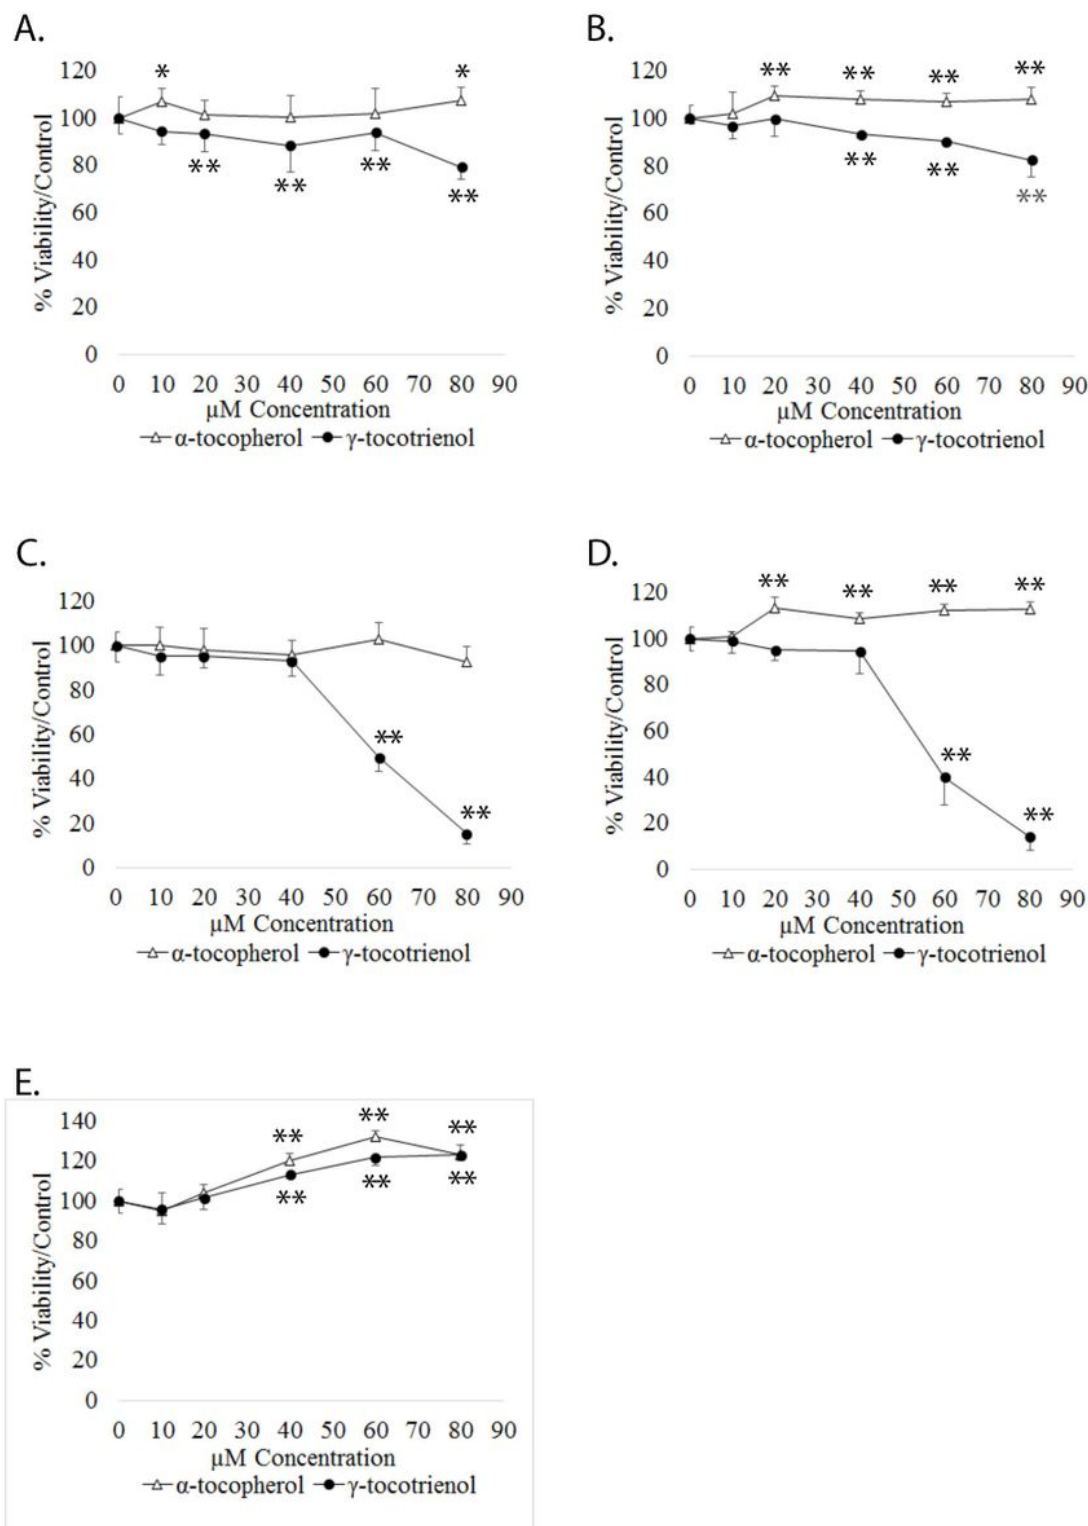 A.
120
100
80
60
40
20
0
% Viability/Control
* *
** ** ** **
0 10 20 30 40 50 60 70 80 90
µM Concentration
α-tocopherol γ-tocotrienol
B.
120
100
80
60
40
20
0
% Viability/Control
** ** ** **
** ** **
0 10 20 30 40 50 60 70 80 90
µM Concentration
α-tocopherol γ-tocotrienol
C.
120
100
80
60
40
20
0
% Viability/Control
**
**
0 10 20 30 40 50 60 70 80 90
µM Concentration
α-tocopherol γ-tocotrienol
D.
120
100
80
60
40
20
0
% Viability/Control
** ** ** **
**
**
0 10 20 30 40 50 60 70 80 90
µM Concentration
α-tocopherol γ-tocotrienol
E.
140
120
100
80
60
40
20
0
% Viability/Control
** ** **
** ** **
0 10 20 30 40 50 60 70 80 90
µM Concentration
α-tocopherol γ-tocotrienol